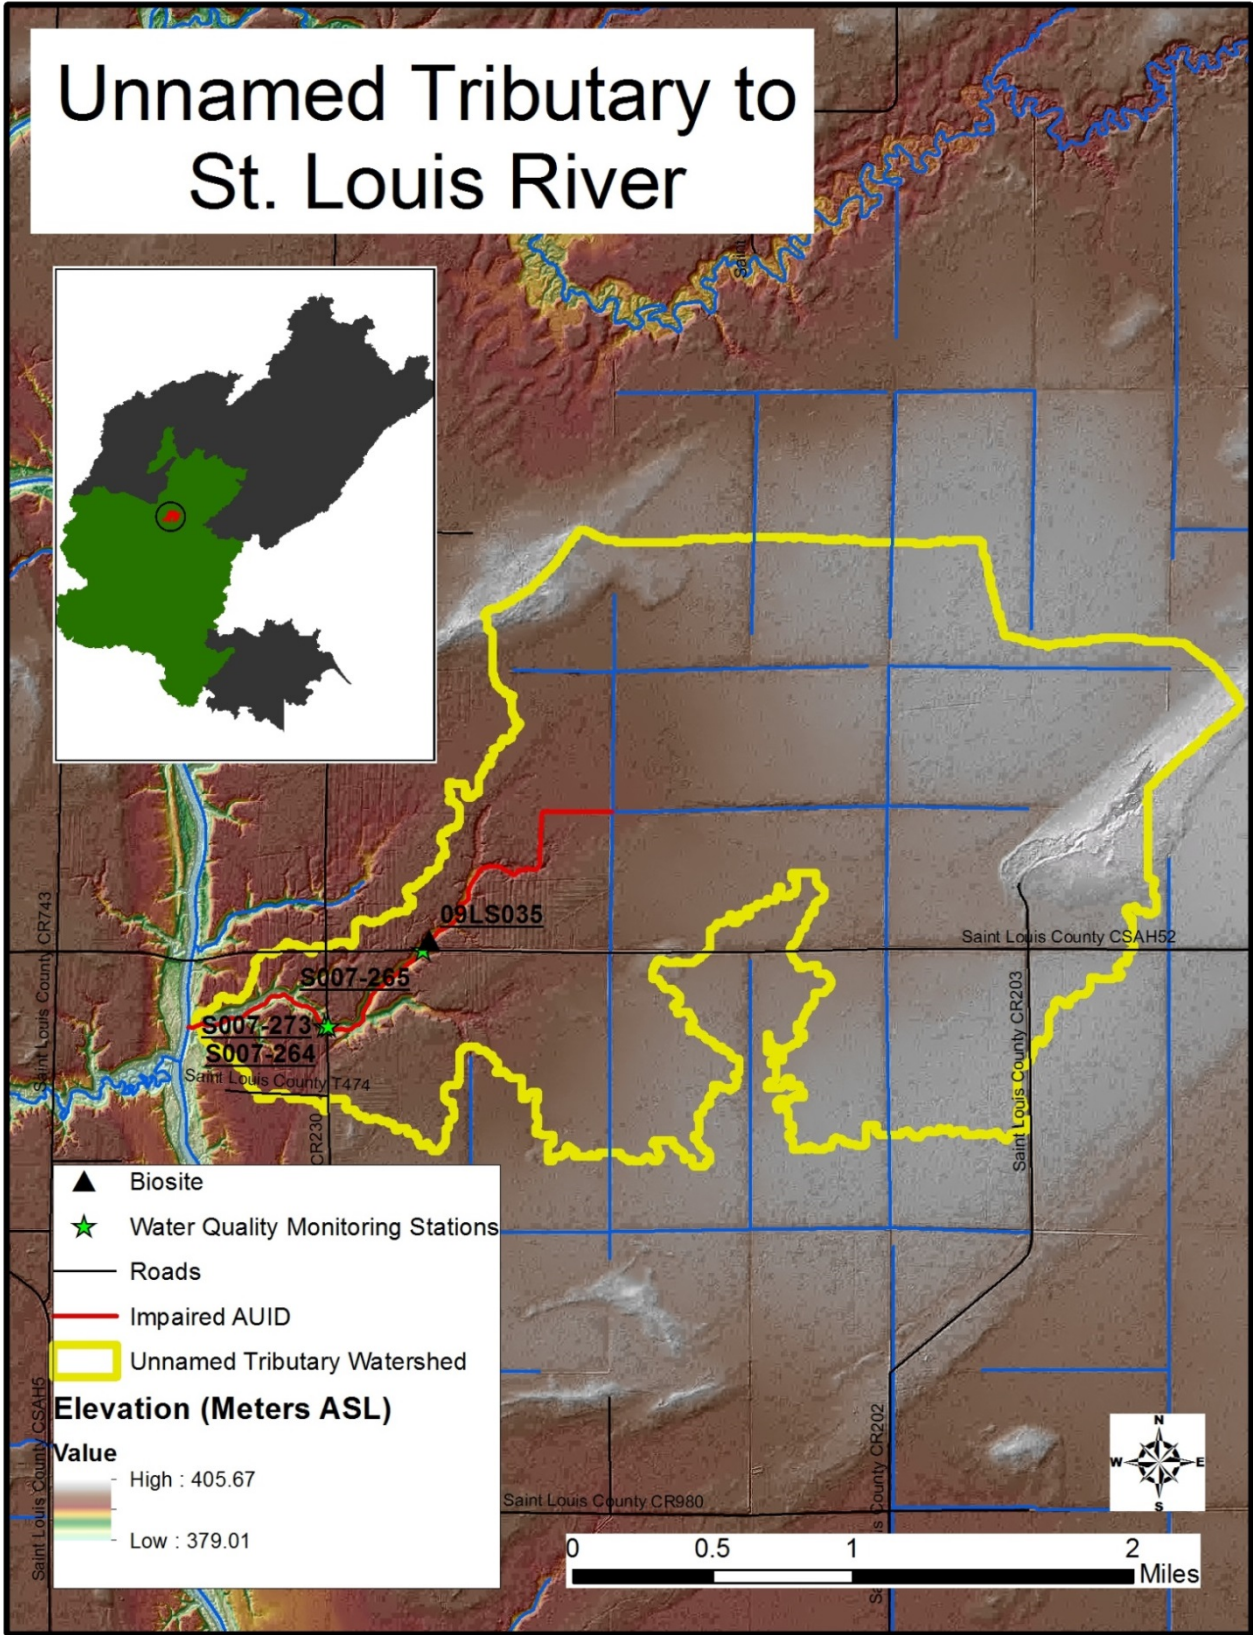 Unnamed Tributary to
St. Louis River
Saint
09LS035
Saint Louis County CSAH52
S007-265
Saint Louis County CR743
Saint Louis County CR203
S007-273
S007-264
Saint Louis County T474
CR230
Biosite
Water Quality Monitoring Stations
Roads
Impaired AUID
Unnamed Tributary Watershed
Elevation (Meters ASL)
Value
High : 405.67
Low : 379.01
Saint Louis County CSAH5
Saint Louis County CR980
County CR202
N
W
E
S
0 0.5 1 2
Miles